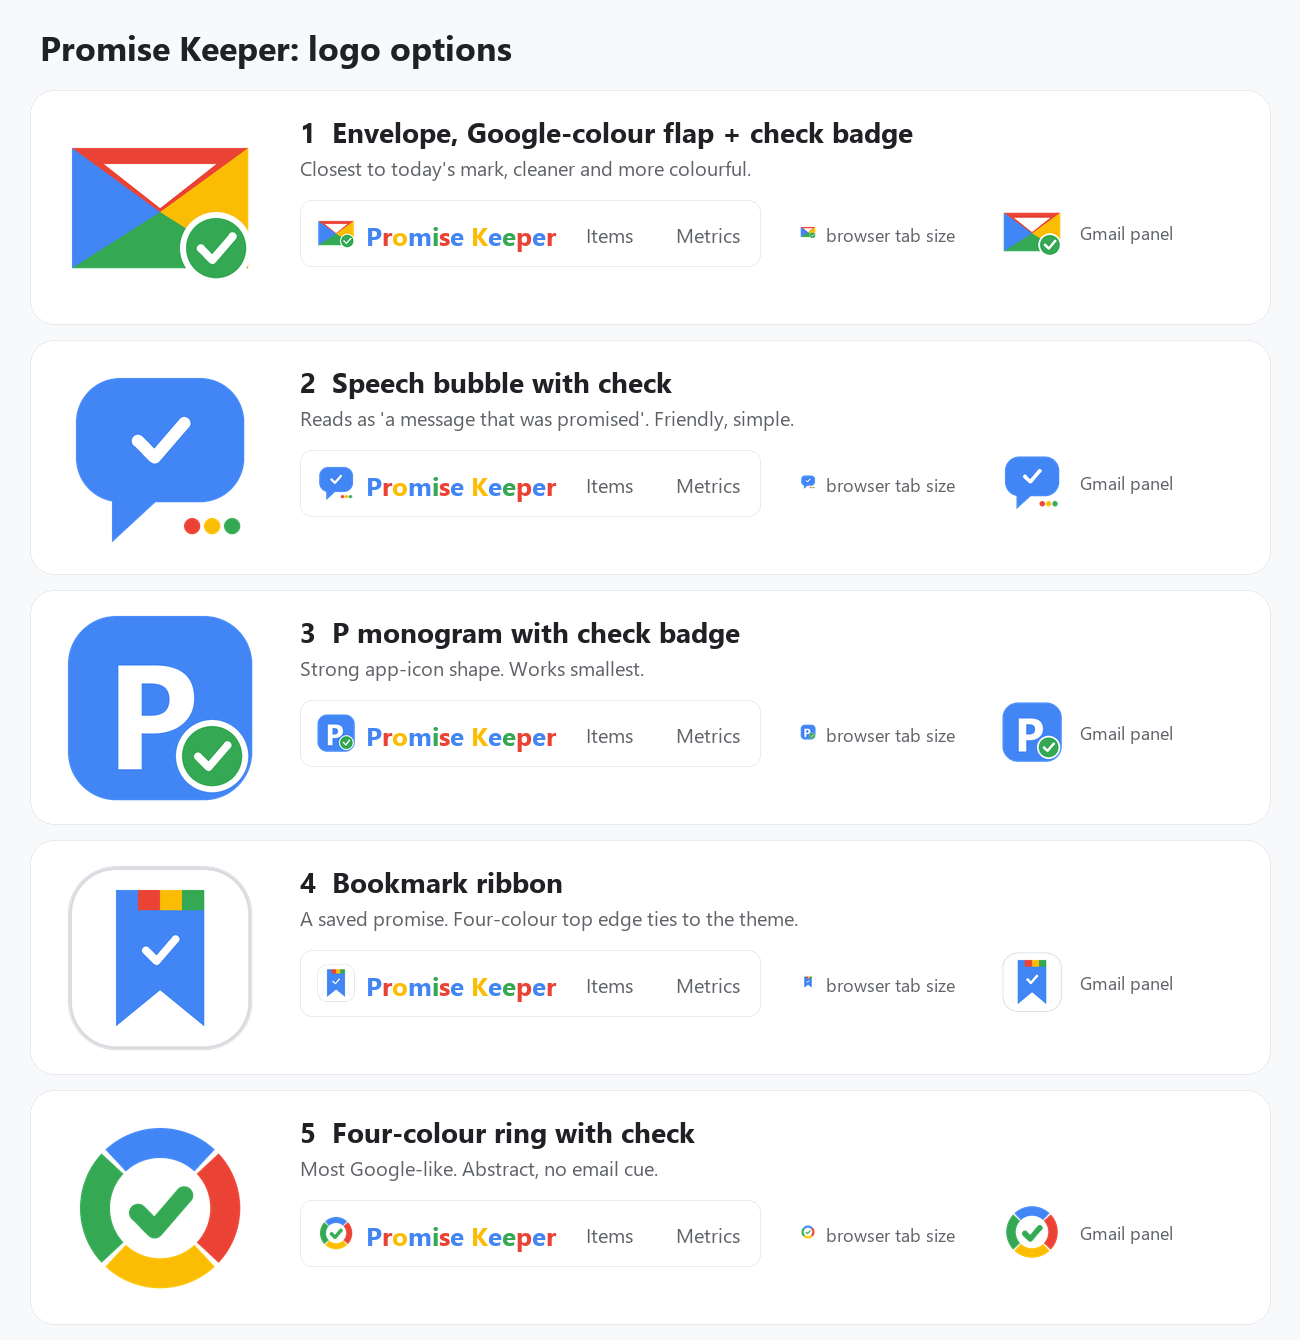 Promise Keeper: logo options
1 Envelope, Google-colour flap + check badge
Closest to today's mark, cleaner and more colourful.
Promise Keeper Items Metrics browser tab size Gmail panel
2 Speech bubble with check
Reads as 'a message that was promised'. Friendly, simple.
Promise Keeper Items Metrics browser tab size Gmail panel
P
3 P monogram with check badge
Strong app-icon shape. Works smallest.
P Promise Keeper Items Metrics P browser tab size P Gmail panel
4 Bookmark ribbon
A saved promise. Four-colour top edge ties to the theme.
Promise Keeper Items Metrics browser tab size Gmail panel
5 Four-colour ring with check
Most Google-like. Abstract, no email cue.
Promise Keeper Items Metrics browser tab size Gmail panel